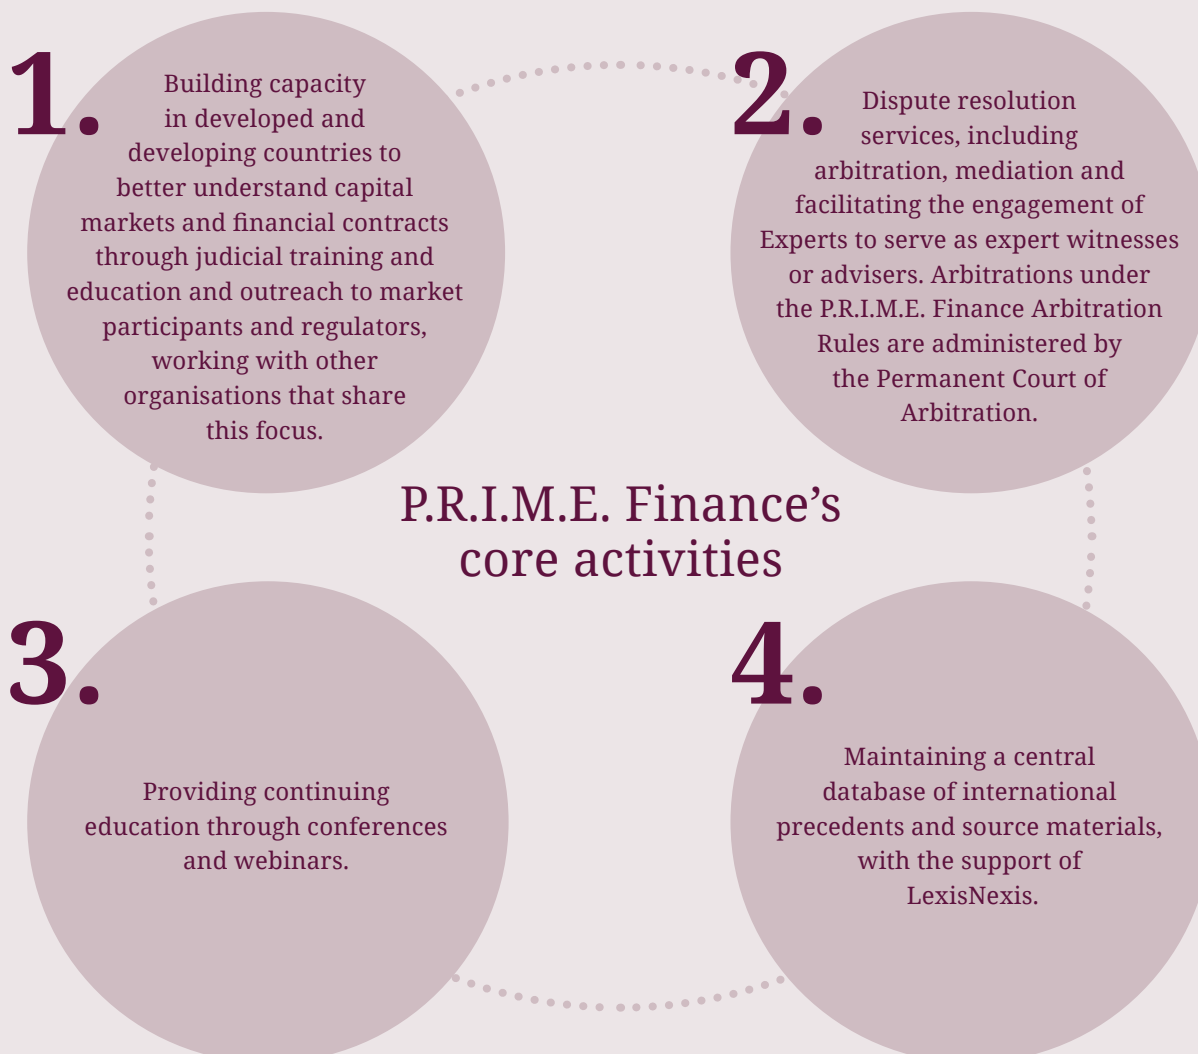 1.
Building capacity
in developed and
developing countries to
better understand capital
markets and financial contracts
through judicial training and
education and outreach to market
participants and regulators,
working with other
organisations that share
this focus.
2.
Dispute resolution
services, including
arbitration, mediation and
facilitating the engagement of
Experts to serve as expert witnesses
or advisers. Arbitrations under
the P.R.I.M.E. Finance Arbitration
Rules are administered by
the Permanent Court of
Arbitration.
P.R.I.M.E. Finance’s
core activities
3.
Providing continuing
education through conferences
and webinars.
4.
Maintaining a central
database of international
precedents and source materials,
with the support of
LexisNexis.